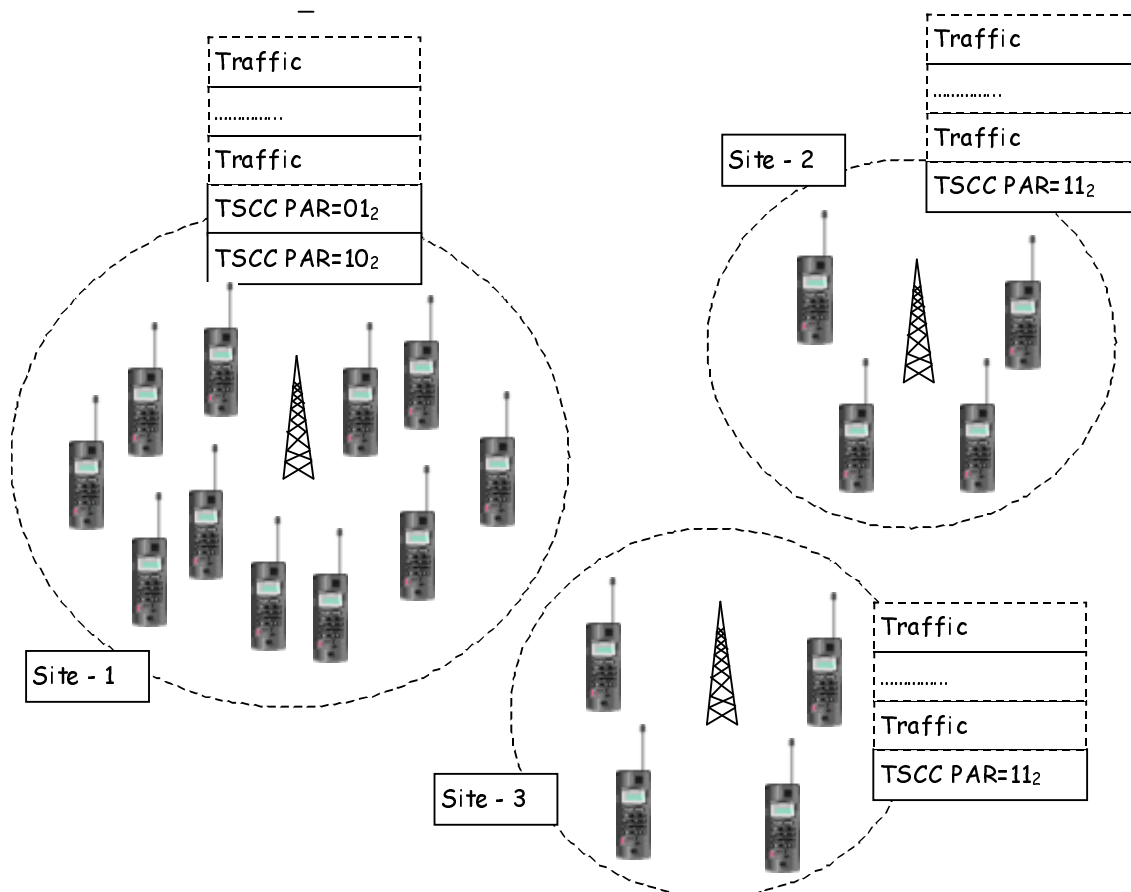 Traffic
...............
Traffic
TSCC PAR=01₂
TSCC PAR=10₂
Site - 1
Traffic
...............
Traffic
TSCC PAR=11₂
Site - 2
Traffic
...............
Traffic
TSCC PAR=11₂
Site - 3